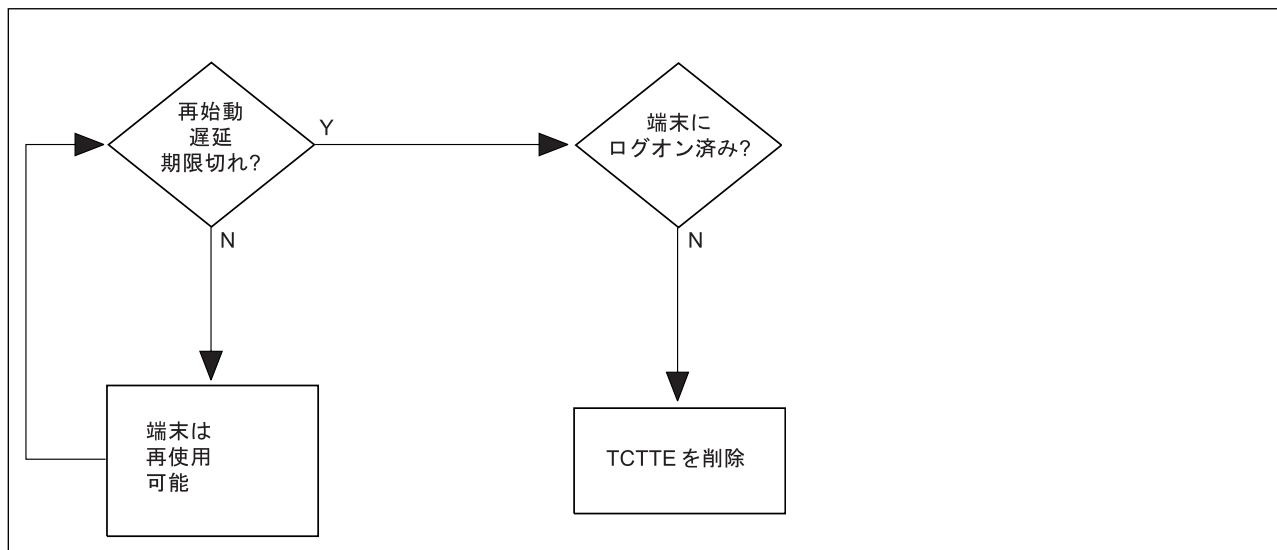 再始動
遅延
期限切れ?
Y
端末に
ログオン済み?
N
N
端末は
再使用
可能
TCTTE を削除